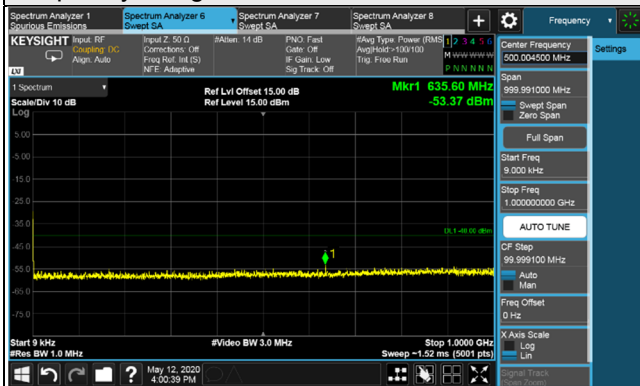 Spectrum Analyzer 1
Spurious Emissions
Spectrum Analyzer 6
Swept SA
Spectrum Analyzer 7
Swept SA
Spectrum Analyzer 8
Swept SA
Frequency
KEYSIGHT
Input: RF
Coupling: DC
Align: Auto
Input Z: 50 Ω
Corrections: Off
Freq Ref: Int (S)
NFE: Adaptive
#Atten: 14 dB
PNO: Fast
Gate: Off
IF Gain: Low
Sig Track: Off
#Avg Type: Power (RMS
Avg|Hold:>100/100
Trig: Free Run
1 2 3 4 5 6
M W W W W W
P N N N N N
LXI
1 Spectrum
Scale/Div 10 dB
Log
Ref Lvl Offset 15.00 dB
Ref Level 15.00 dBm
Mkr1 635.60 MHz
-53.37 dBm
5.00
-5.00
-15.0
-25.0
-35.0
-45.0
-55.0
-65.0
-75.0
DL1 -40.00 dBm
1
Start 9 kHz
#Res BW 1.0 MHz
#Video BW 3.0 MHz
Stop 1.0000 GHz
Sweep ~1.52 ms (5001 pts)
May 12, 2020
4:00:39 PM
Center Frequency
500.004500 MHz
Settings
Span
999.991000 MHz
Swept Span
Zero Span
Full Span
Start Freq
9.000 kHz
Stop Freq
1.000000000 GHz
AUTO TUNE
CF Step
99.999100 MHz
Auto
Man
Freq Offset
0 Hz
X Axis Scale
Log
Lin
Signal Track
(Span Zoom)